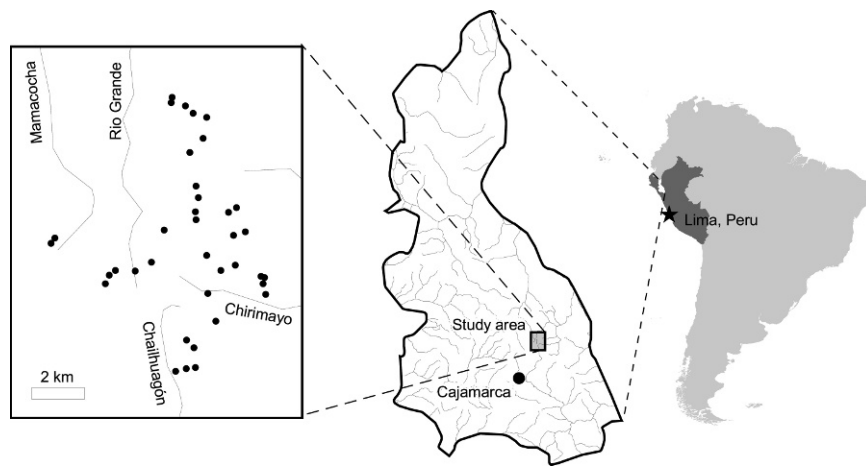 Mamacocha
Rio Grande
Chirimayo
Chailhuagón
2 km
Study area
Cajamarca
Lima, Peru